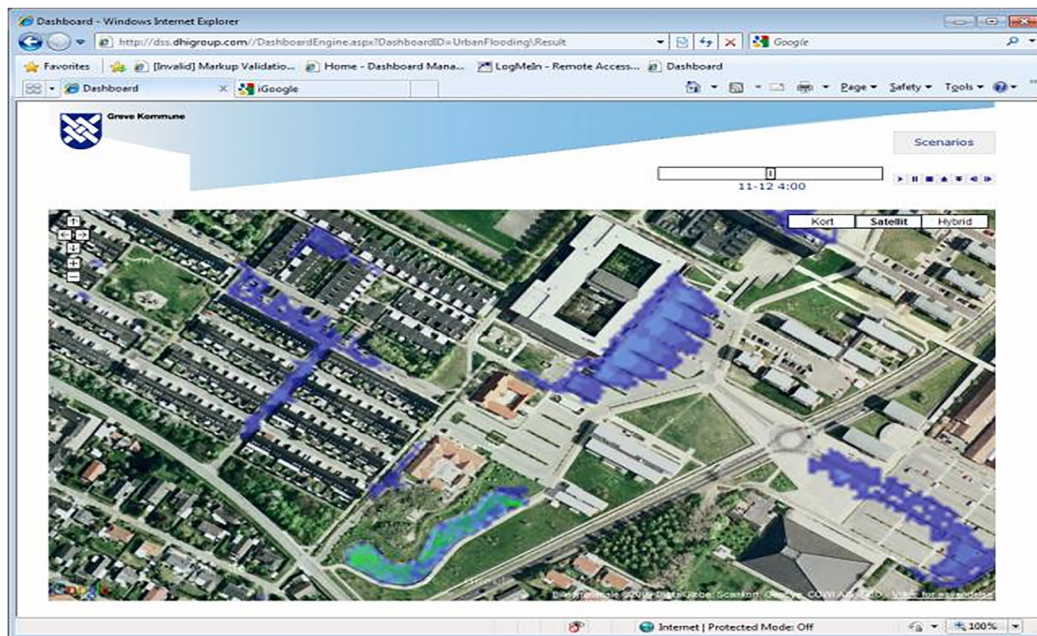 Dashboard - Windows Internet Explorer
http://dss.dhigroup.com//DashboardEngine.aspx?DashboardID=UrbanFlooding\Result
Google
Favorites
[Invalid] Markup Validatio...
Home - Dashboard Mana...
LogMeIn - Remote Access...
Dashboard
Dashboard
iGoogle
Page
Safety
Tools
Greve Kommune
Scenarios
11-12 4:00
Kort
Satellit
Hybrid
DigitalGlobe, Scankort,
Internet | Protected Mode: Off
100%